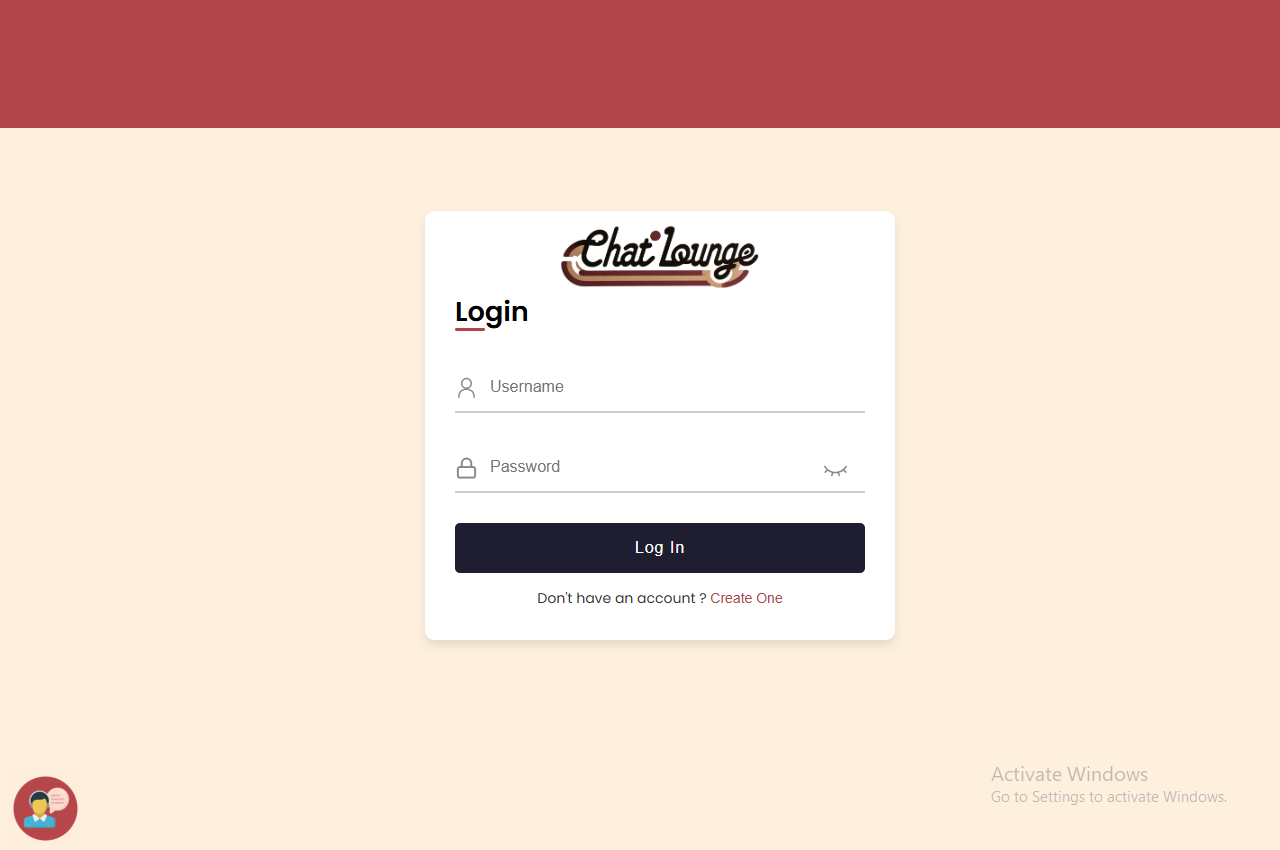 Chat Lounge
Login
Username
Password
Log In
Don't have an account ? Create One
Activate Windows
Go to Settings to activate Windows.